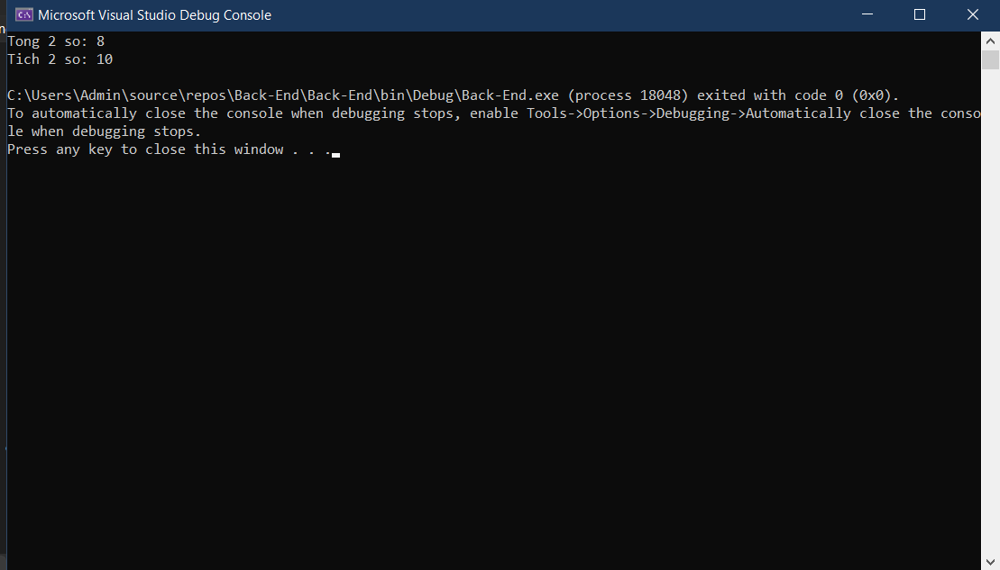 Microsoft Visual Studio Debug Console
Tong 2 so: 8
Tich 2 so: 10
C:\Users\Admin\source\repos\Back-End\Back-End\bin\Debug\Back-End.exe (process 18048) exited with code 0 (0x0).
To automatically close the console when debugging stops, enable Tools->Options->Debugging->Automatically close the conso
le when debugging stops.
Press any key to close this window . . .